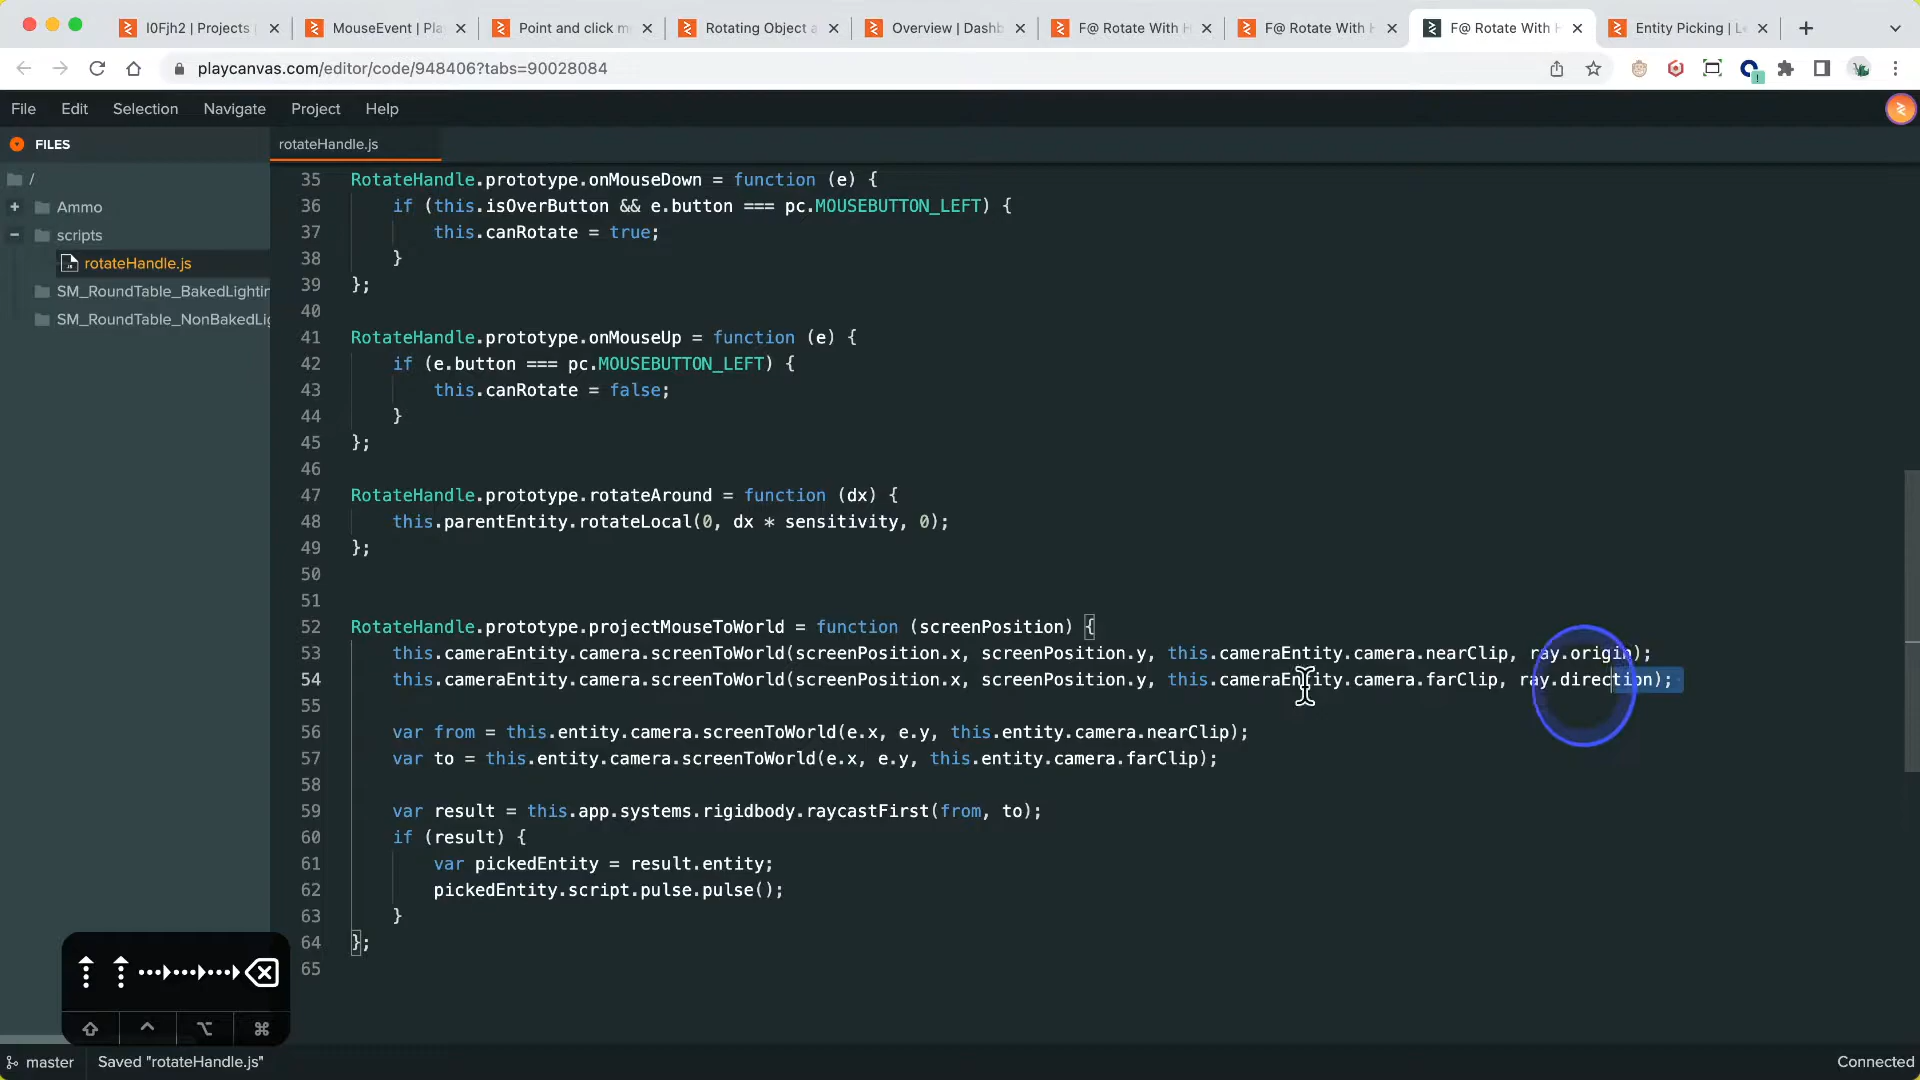 I0Fjh2 | Projects
MouseEvent | Pla
Point and click m
Rotating Object a
Overview | Dashb
F@ Rotate With H
F@ Rotate With H
F@ Rotate With H
Entity Picking | Le
playcanvas.com/editor/code/948406?tabs=90028084
File Edit Selection Navigate Project Help
FILES
/
Ammo
scripts
rotateHandle.js
SM_RoundTable_BakedLightin
SM_RoundTable_NonBakedLig
rotateHandle.js
35 RotateHandle.prototype.onMouseDown = function (e) {
36 if (this.isOverButton && e.button === pc.MOUSEBUTTON_LEFT) {
37 this.canRotate = true;
38 }
39 };
40
41 RotateHandle.prototype.onMouseUp = function (e) {
42 if (e.button === pc.MOUSEBUTTON_LEFT) {
43 this.canRotate = false;
44 }
45 };
46
47 RotateHandle.prototype.rotateAround = function (dx) {
48 this.parentEntity.rotateLocal(0, dx * sensitivity, 0);
49 };
50
51
52 RotateHandle.prototype.projectMouseToWorld = function (screenPosition) {
53 this.cameraEntity.camera.screenToWorld(screenPosition.x, screenPosition.y, this.cameraEntity.camera.nearClip, ray.origin);
54 this.cameraEntity.camera.screenToWorld(screenPosition.x, screenPosition.y, this.cameraEntity.camera.farClip, ray.direction);
55
56 var from = this.entity.camera.screenToWorld(e.x, e.y, this.entity.camera.nearClip);
57 var to = this.entity.camera.screenToWorld(e.x, e.y, this.entity.camera.farClip);
58
59 var result = this.app.systems.rigidbody.raycastFirst(from, to);
60 if (result) {
61 var pickedEntity = result.entity;
62 pickedEntity.script.pulse.pulse();
63 }
64 };
65
master Saved "rotateHandle.js"
Connected